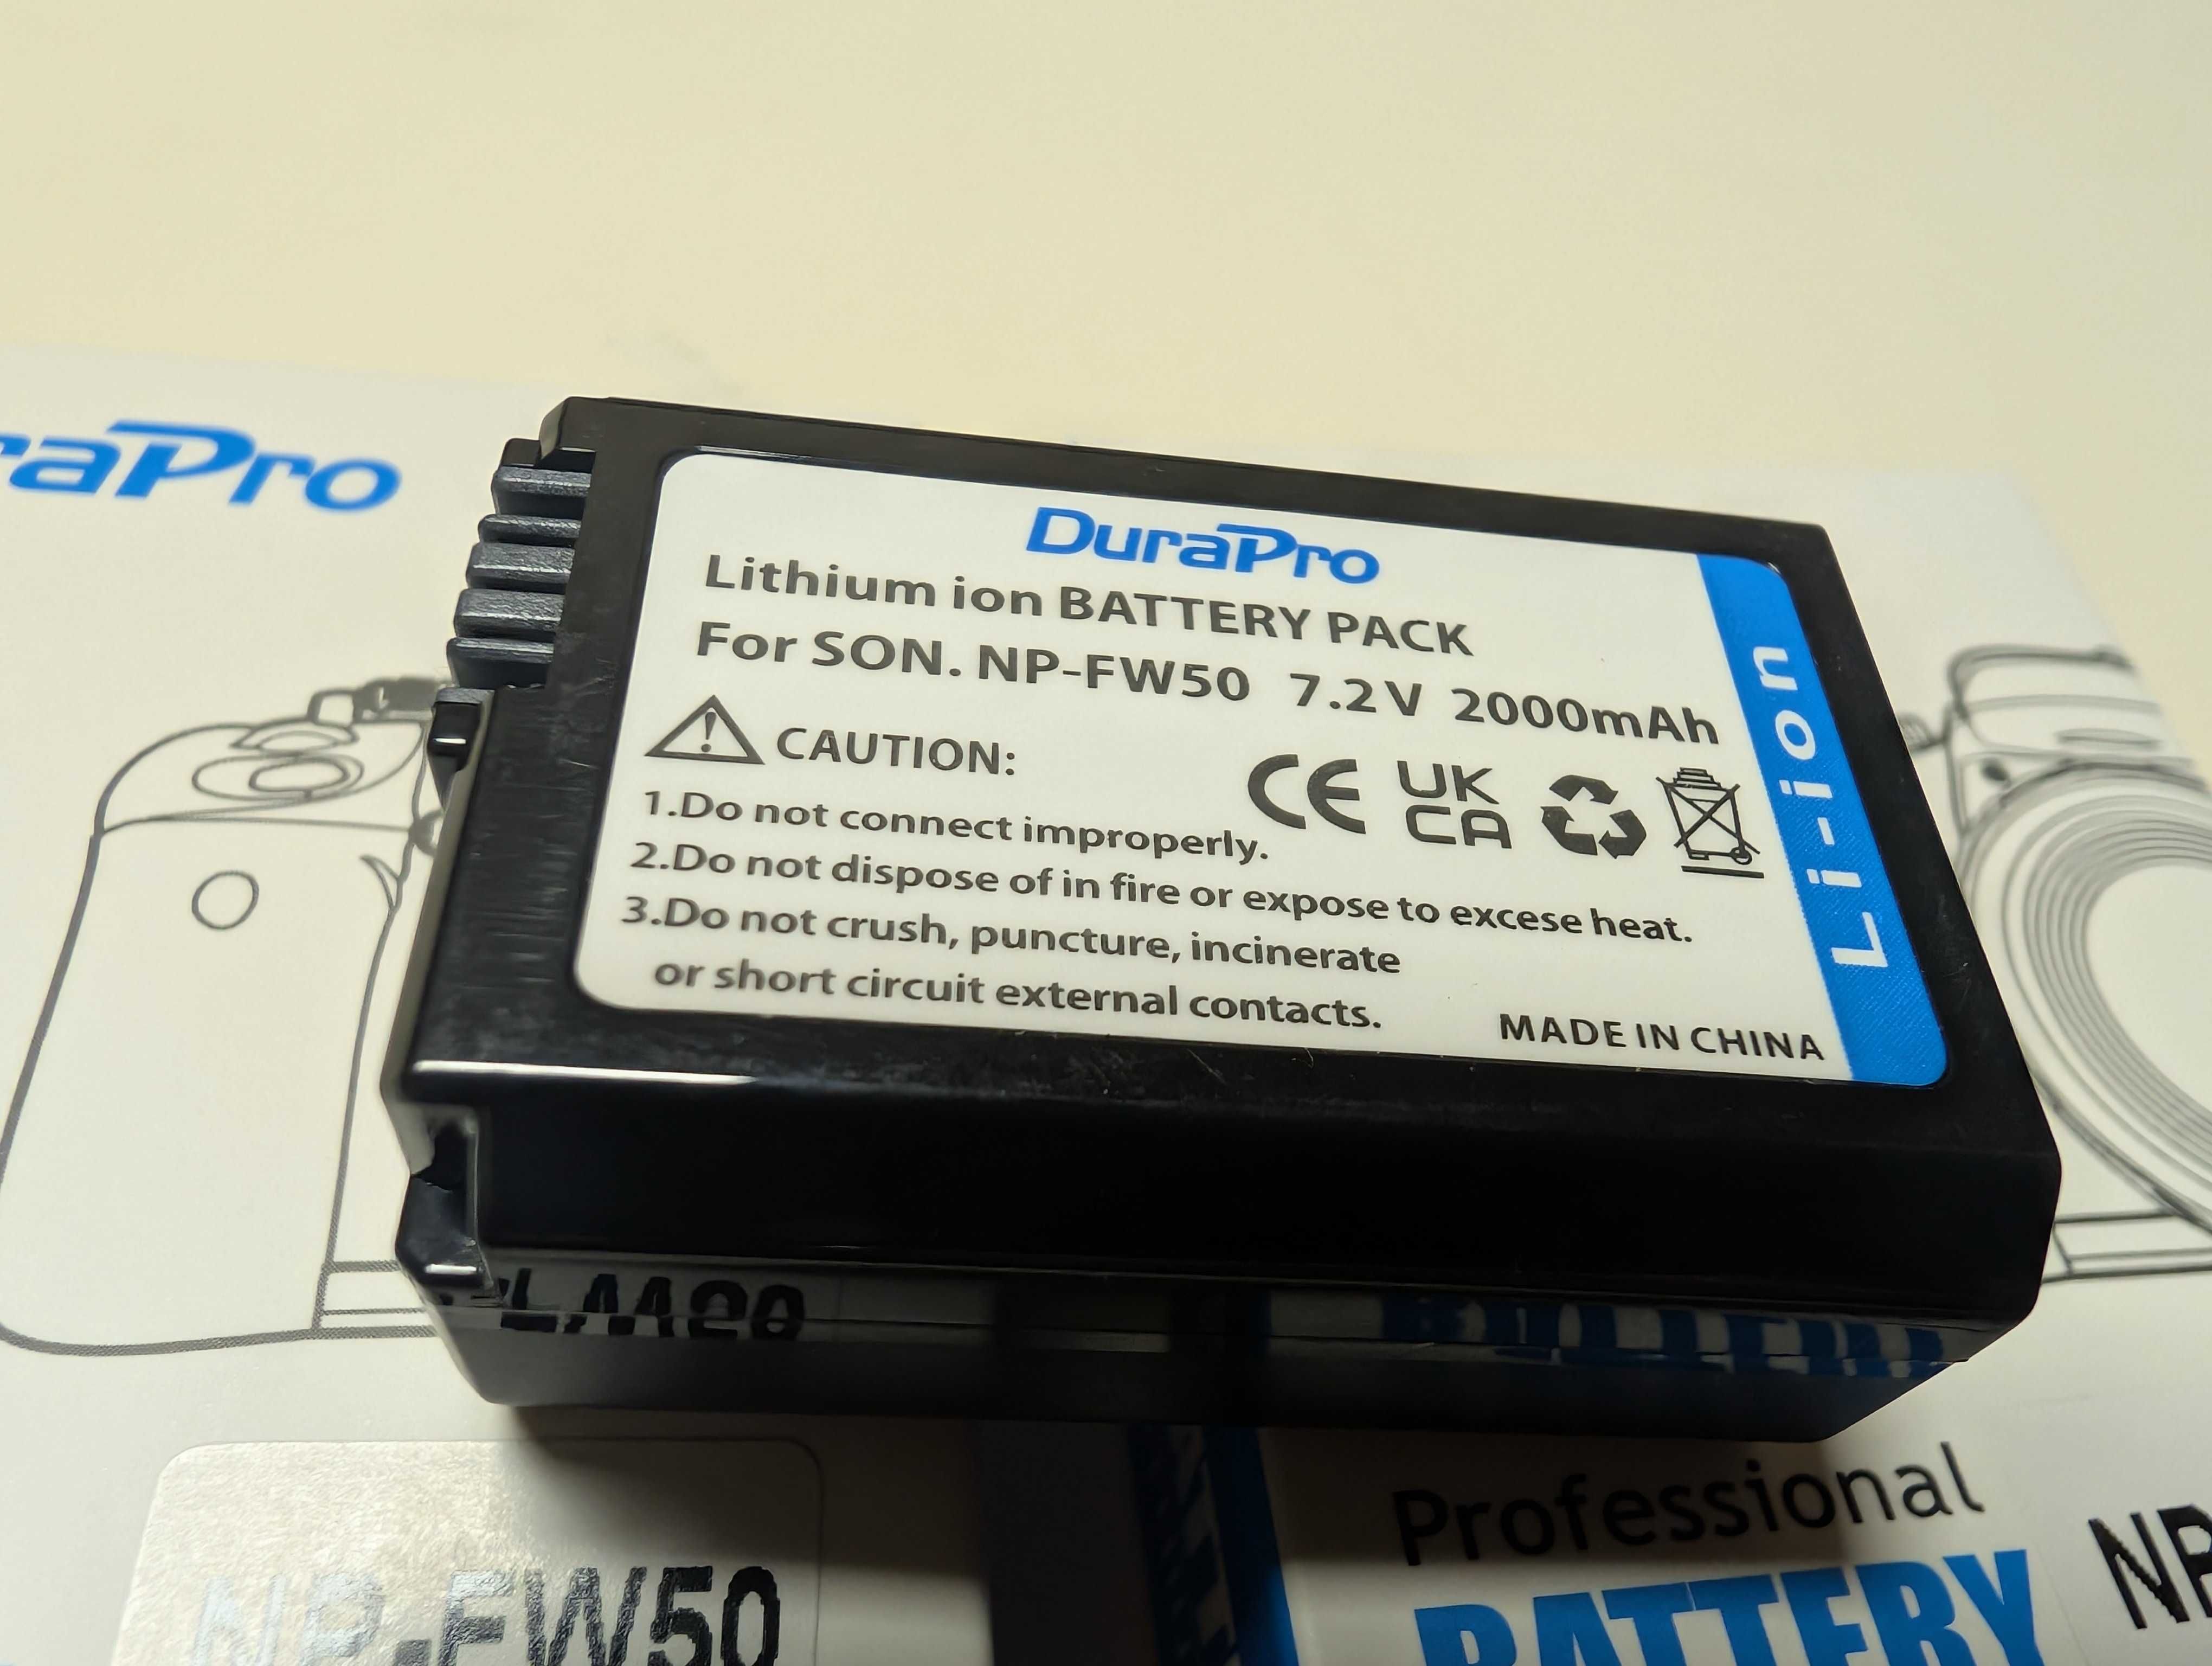 raPro
DuraPro
Lithium ion BATTERY PACK
For SON. NP-FW50 7.2V 2000mAh
CAUTION:
CE UKCA
1.Do not connect improperly.
2.Do not dispose of in fire or expose to excese heat.
3.Do not crush, puncture, incinerate
or short circuit external contacts.
MADE IN CHINA
Li-ion
NP-FW50
Professional
BATTERY
NP